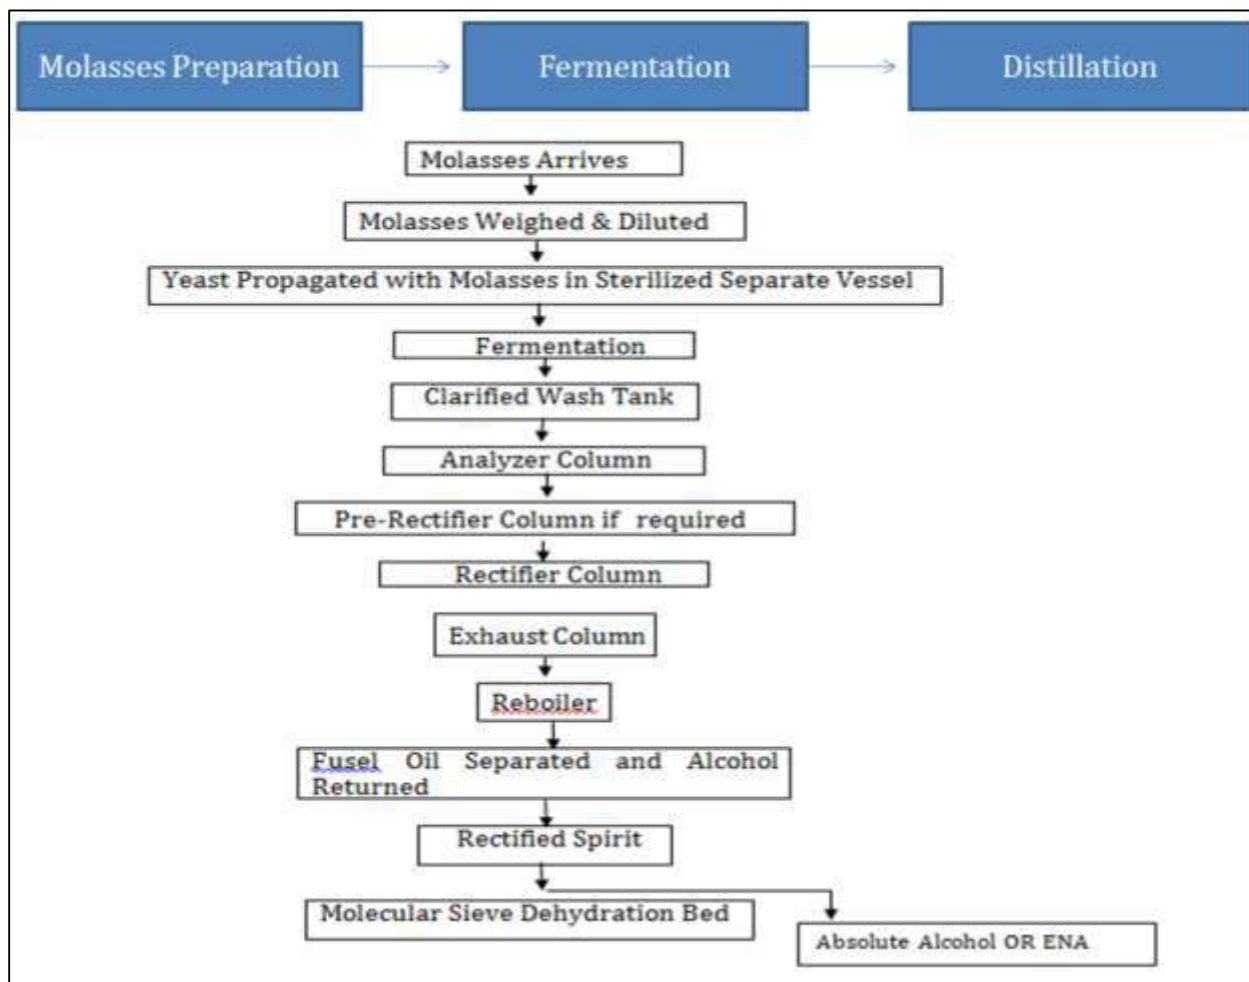 Molasses Preparation
Fermentation
Distillation
Molasses Arrives
Molasses Weighed & Diluted
Yeast Propagated with Molasses in Sterilized Separate Vessel
Fermentation
Clarified Wash Tank
Analyzer Column
Pre-Rectifier Column if required
Rectifier Column
Exhaust Column
Reboiler
Fusel Oil Separated and Alcohol
Returned
Rectified Spirit
Molecular Sieve Dehydration Bed
Absolute Alcohol OR ENA